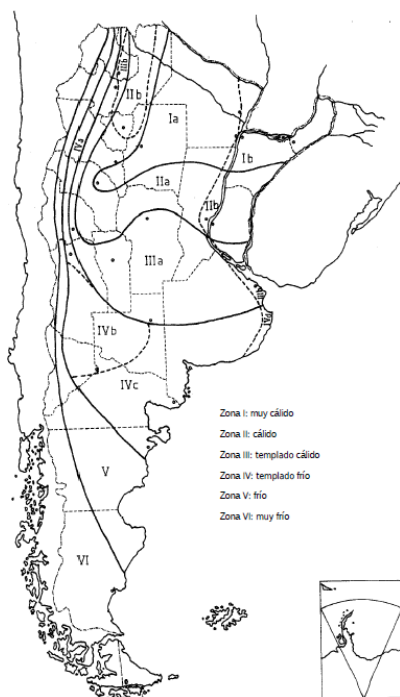 IIIb
IIb
Ia
IVa
Ib
IIa
IIb
IIIa
IIIb
IVb
IVc
Zona I: muy cálido
Zona II: cálido
Zona III: templado cálido
Zona IV: templado frío
V
Zona V: frío
Zona VI: muy frío
VI